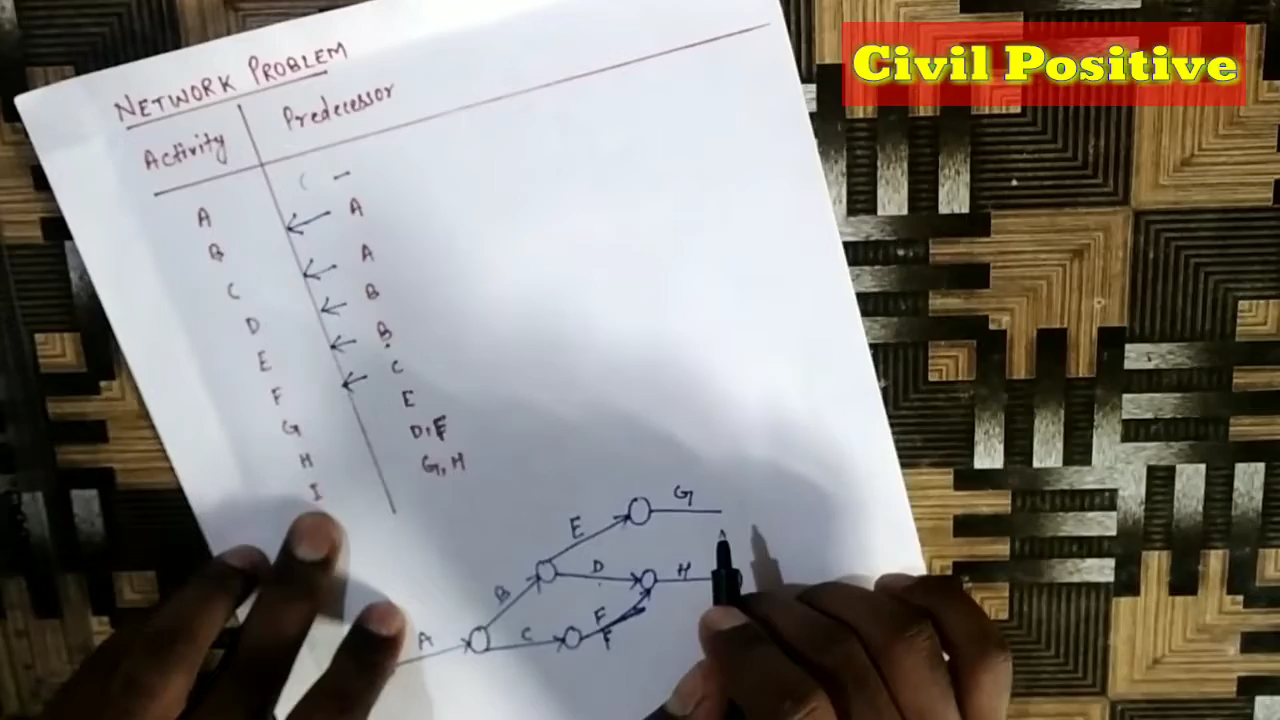 Civil Positive
NETWORK PROBLEM
Activity Predecessor
A -
B A
C A
D B
E B
F C
G E
H D, F
I G, H
G
E
D H
B
F
A C F